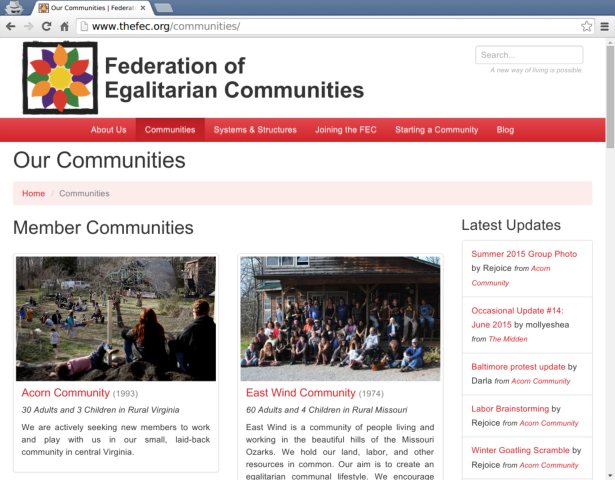 Our Communities | Federati
www.thefec.org/communities/
Federation of
Egalitarian Communities
Search...
A new way of living is possible.
About Us Communities Systems & Structures Joining the FEC Starting a Community Blog
Our Communities
Home / Communities
Member Communities
Acorn Community (1993)
30 Adults and 3 Children in Rural Virginia
We are actively seeking new members to work
and play with us in our small, laid-back
community in central Virginia.
East Wind Community (1974)
60 Adults and 4 Children in Rural Missouri
East Wind is a community of people living and
working in the beautiful hills of the Missouri
Ozarks. We hold our land, labor, and other
resources in common. Our aim is to create an
egalitarian communal lifestyle. We encourage
Latest Updates
Summer 2015 Group Photo
by Rejoice from Acorn
Community
Occasional Update #14:
June 2015 by mollyeshea
from The Midden
Baltimore protest update by
Darla from Acorn Community
Labor Brainstorming by
Rejoice from Acorn Community
Winter Goatling Scramble by
Rejoice from Acorn Community